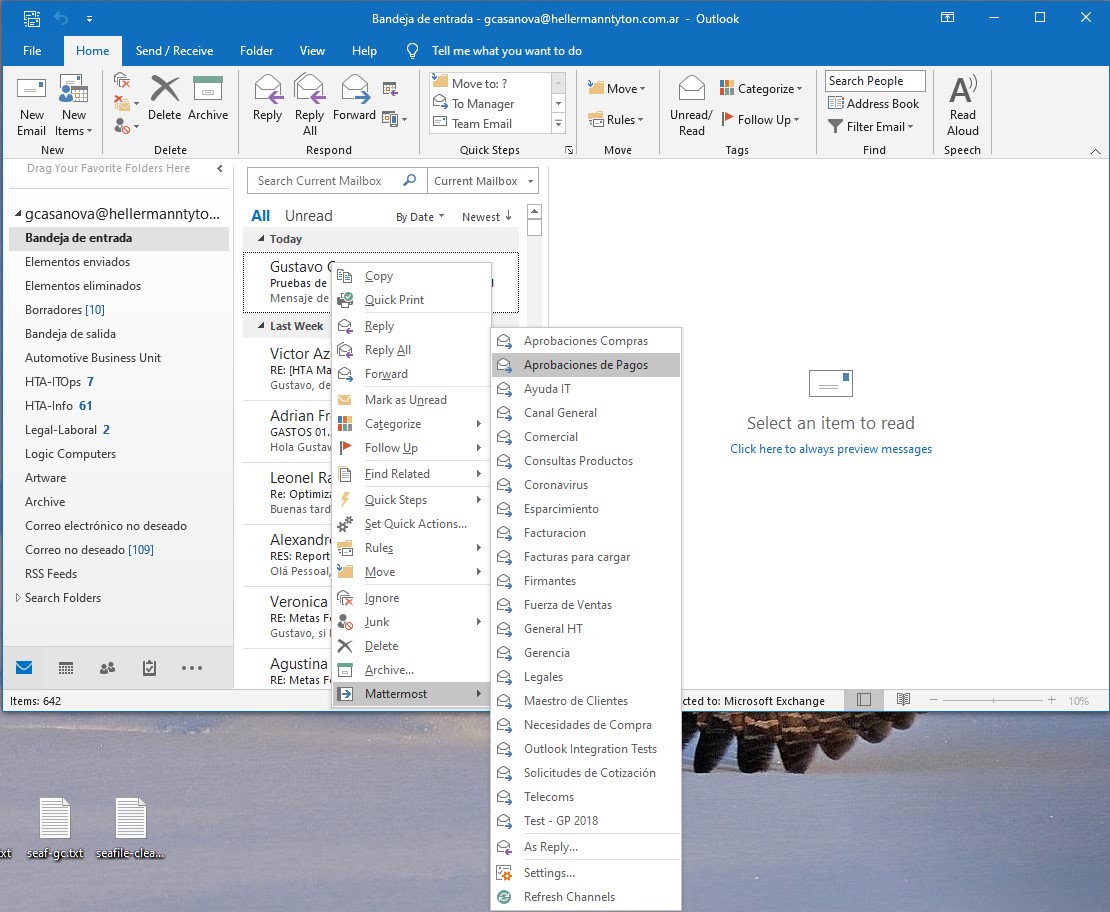 Bandeja de entrada - gcasanova@hellermanntyton.com.ar - Outlook
File Home Send / Receive Folder View Help Tell me what you want to do
New Email
New Items
New
Delete
Archive
Delete
Reply
Reply All
Forward
Respond
Move to: ?
To Manager
Team Email
Quick Steps
Move
Rules
Move
Unread/ Read
Categorize
Follow Up
Tags
Search People
Address Book
Filter Email
Find
Read Aloud
Speech
Drag Your Favorite Folders Here
gcasanova@hellermanntyto...
Bandeja de entrada
Elementos enviados
Elementos eliminados
Borradores [10]
Bandeja de salida
Automotive Business Unit
HTA-ITOps 7
HTA-Info 61
Legal-Laboral 2
Logic Computers
Artware
Archive
Correo electrónico no deseado
Correo no deseado [109]
RSS Feeds
Search Folders
Search Current Mailbox
Current Mailbox
All Unread By Date Newest ↓
Today
Gustavo
Pruebas de
Mensaje de
Last Week
Victor Az
RE: [HTA Ma
Gustavo, de
Adrian Fr
GASTOS 01.
Hola Gustav
Leonel Ra
Re: Optimiz
Buenas tard
Alexandr
RES: Report
Olá Pessoal,
Veronica
RE: Metas F
Gustavo, si
Agustina
RE: Metas F
Copy
Quick Print
Reply
Reply All
Forward
Mark as Unread
Categorize
Follow Up
Find Related
Quick Steps
Set Quick Actions...
Rules
Move
Ignore
Junk
Delete
Archive...
Mattermost
Aprobaciones Compras
Aprobaciones de Pagos
Ayuda IT
Canal General
Comercial
Consultas Productos
Coronavirus
Esparcimiento
Facturacion
Facturas para cargar
Firmantes
Fuerza de Ventas
General HT
Gerencia
Legales
Maestro de Clientes
Necesidades de Compra
Outlook Integration Tests
Solicitudes de Cotización
Telecoms
Test - GP 2018
As Reply...
Settings...
Refresh Channels
Select an item to read
Click here to always preview messages
Items: 642
cted to: Microsoft Exchange
10%
xt
seaf-gc.txt
seafile-clea...